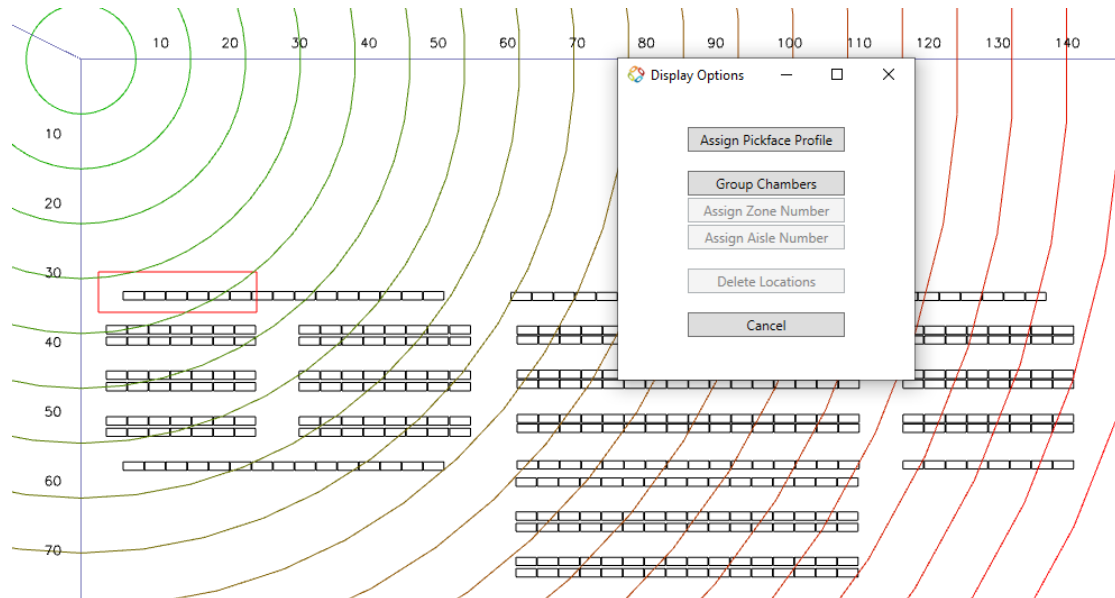 10 20 30 40 50 60 70 80 90 100 110 120 130 140
Display Options
10
Assign Pickface Profile
Group Chambers
20
Assign Zone Number
Assign Aisle Number
30
Delete Locations
Cancel
40
50
60
70